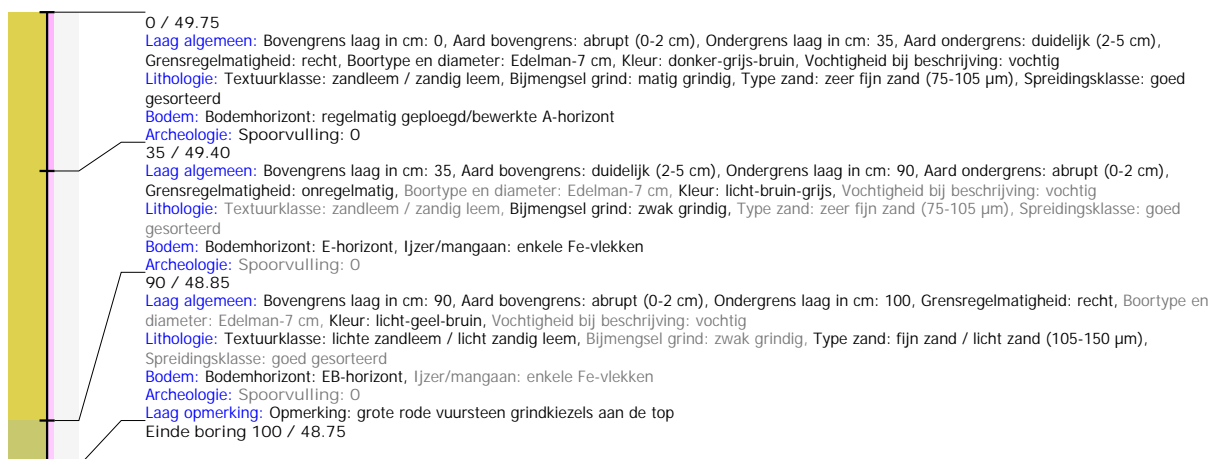 0 / 49.75
Laag algemeen: Bovengrens laag in cm: 0, Aard bovengrens: abrupt (0-2 cm), Ondergrens laag in cm: 35, Aard ondergrens: duidelijk (2-5 cm),
Grensregelmatigheid: recht, Boortype en diameter: Edelman-7 cm, Kleur: donker-grijs-bruin, Vochtigheid bij beschrijving: vochtig
Lithologie: Textuurklasse: zandleem / zandig leem, Bijmengsel grind: matig grindig, Type zand: zeer fijn zand (75-105 µm), Spreidingsklasse: goed
gesorteerd
Bodem: Bodemhorizont: regelmatig geploegd/bewerkte A-horizont
Archeologie: Spoorvulling: 0
35 / 49.40
Laag algemeen: Bovengrens laag in cm: 35, Aard bovengrens: duidelijk (2-5 cm), Ondergrens laag in cm: 90, Aard ondergrens: abrupt (0-2 cm),
Grensregelmatigheid: onregelmatig, Boortype en diameter: Edelman-7 cm, Kleur: licht-bruin-grijs, Vochtigheid bij beschrijving: vochtig
Lithologie: Textuurklasse: zandleem / zandig leem, Bijmengsel grind: zwak grindig, Type zand: zeer fijn zand (75-105 µm), Spreidingsklasse: goed
gesorteerd
Bodem: Bodemhorizont: E-horizont, Ijzer/mangaan: enkele Fe-vlekken
Archeologie: Spoorvulling: 0
90 / 48.85
Laag algemeen: Bovengrens laag in cm: 90, Aard bovengrens: abrupt (0-2 cm), Ondergrens laag in cm: 100, Grensregelmatigheid: recht, Boortype en
diameter: Edelman-7 cm, Kleur: licht-geel-bruin, Vochtigheid bij beschrijving: vochtig
Lithologie: Textuurklasse: lichte zandleem / licht zandig leem, Bijmengsel grind: zwak grindig, Type zand: fijn zand / licht zand (105-150 µm),
Spreidingsklasse: goed gesorteerd
Bodem: Bodemhorizont: EB-horizont, Ijzer/mangaan: enkele Fe-vlekken
Archeologie: Spoorvulling: 0
Laag opmerking: Opmerking: grote rode vuursteen grindkiezels aan de top
Einde boring 100 / 48.75